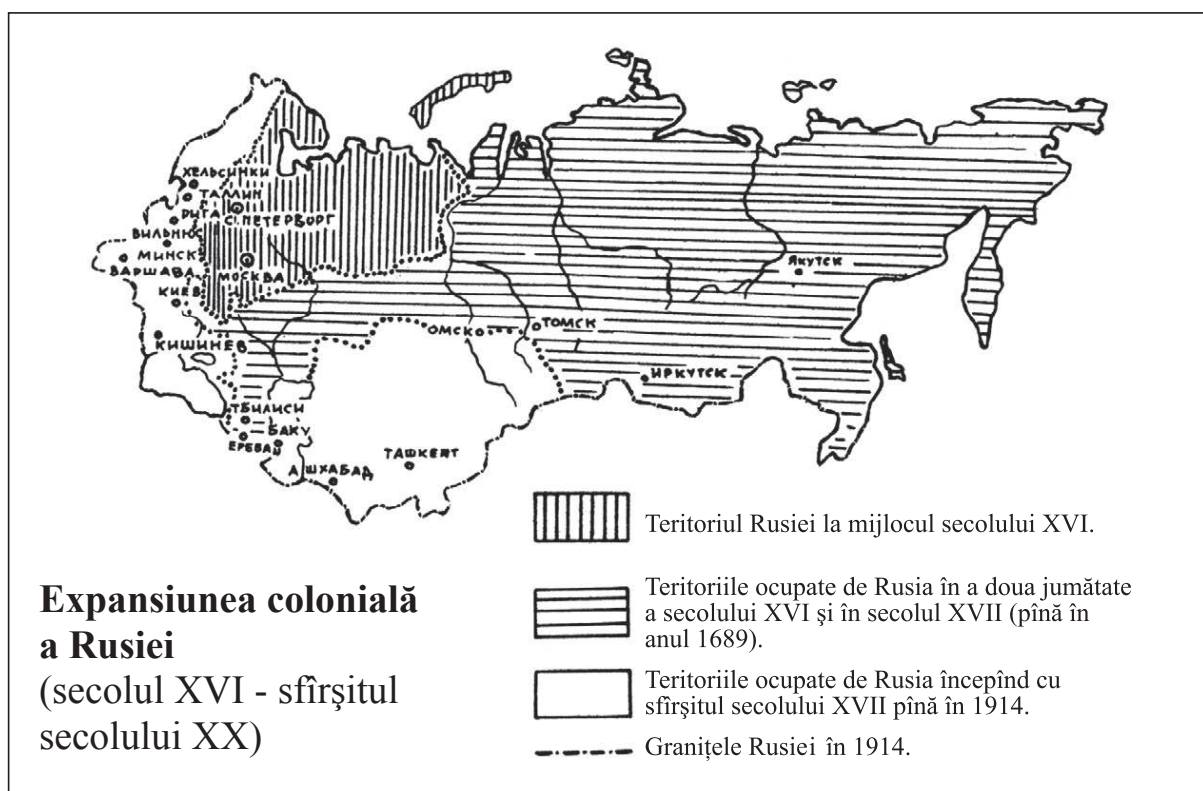 ХЕЛЬСИНКИ
ТАЛЛИН
РИГА
С.ПЕТЕРБУРГ
ВИЛЬНЮС
МИНСК
ВАРШАВА
МОСКВА
КИЕВ
КИШИНЕВ
ОМСК
ТОМСК
ЯКУТСК
ИРКУТСК
ТБИЛИСИ
БАКУ
ЕРЕВАН
АШХАБАД
ТАШКЕНТ
Teritoriul Rusiei la mijlocul secolului XVI.
Expansiunea colonială
a Rusiei
(secolul XVI - sfîrşitul
secolului XX)
Teritoriile ocupate de Rusia în a doua jumătate
a secolului XVI şi în secolul XVII (pînă în
anul 1689).
Teritoriile ocupate de Rusia începînd cu
sfîrşitul secolului XVII pînă în 1914.
Graniţele Rusiei în 1914.